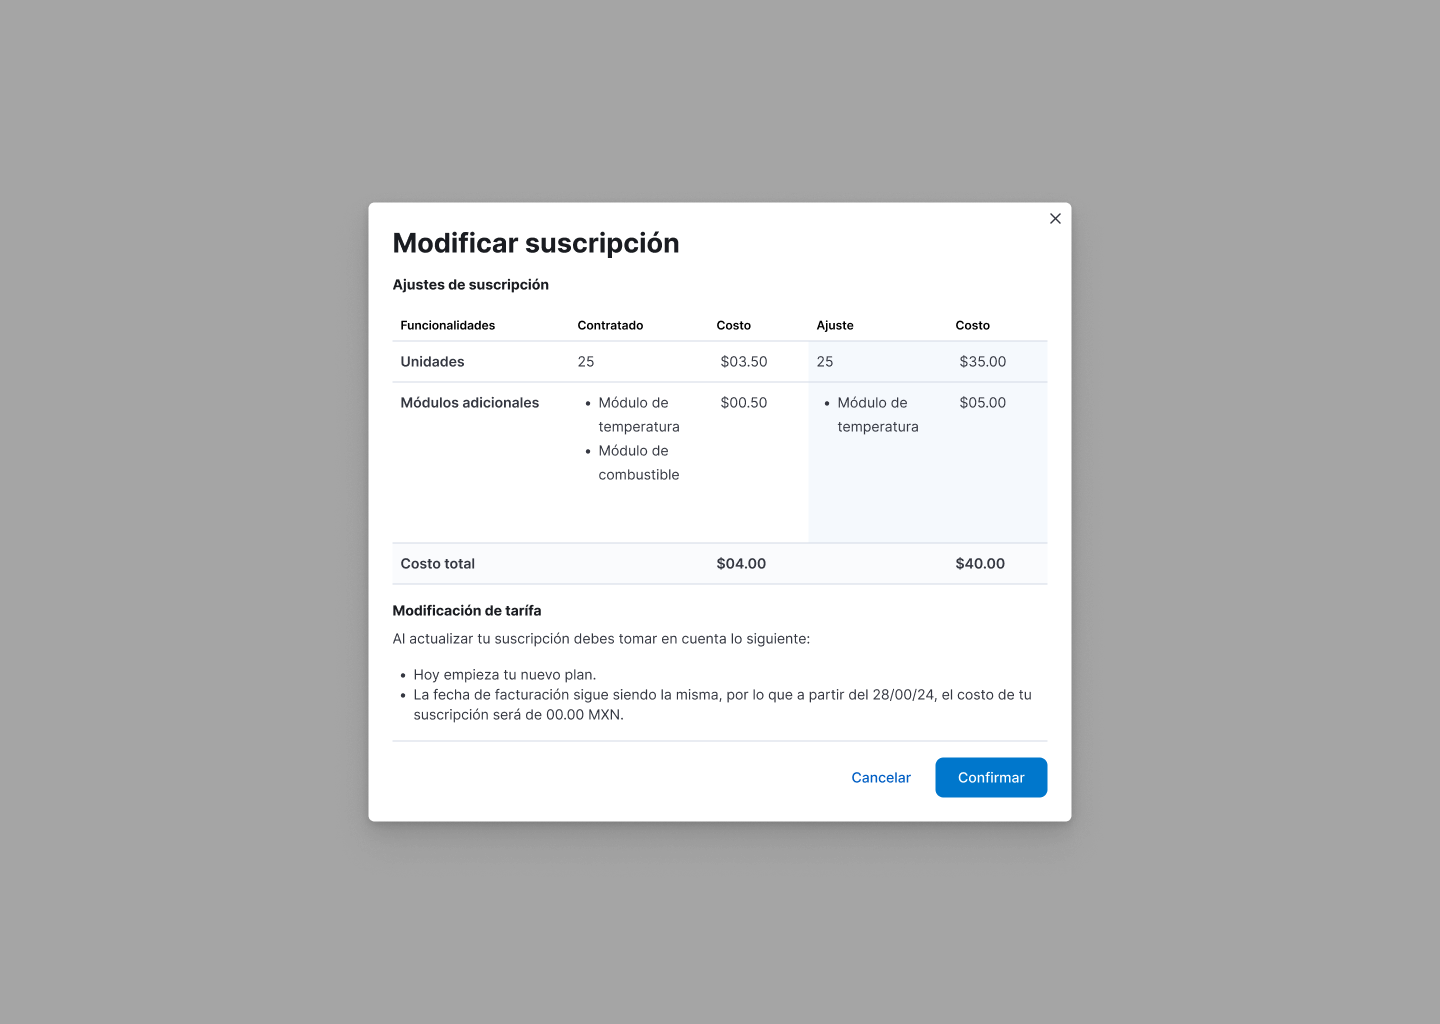 Modificar suscripción
Ajustes de suscripción
Funcionalidades Contratado Costo Ajuste Costo
Unidades 25 $03.50 25 $35.00
Módulos adicionales • Módulo de $00.50 • Módulo de $05.00
temperatura temperatura
• Módulo de
combustible
Costo total $04.00 $40.00
Modificación de tarífa
Al actualizar tu suscripción debes tomar en cuenta lo siguiente:
• Hoy empieza tu nuevo plan.
• La fecha de facturación sigue siendo la misma, por lo que a partir del 28/00/24, el costo de tu
suscripción será de 00.00 MXN.
Cancelar Confirmar